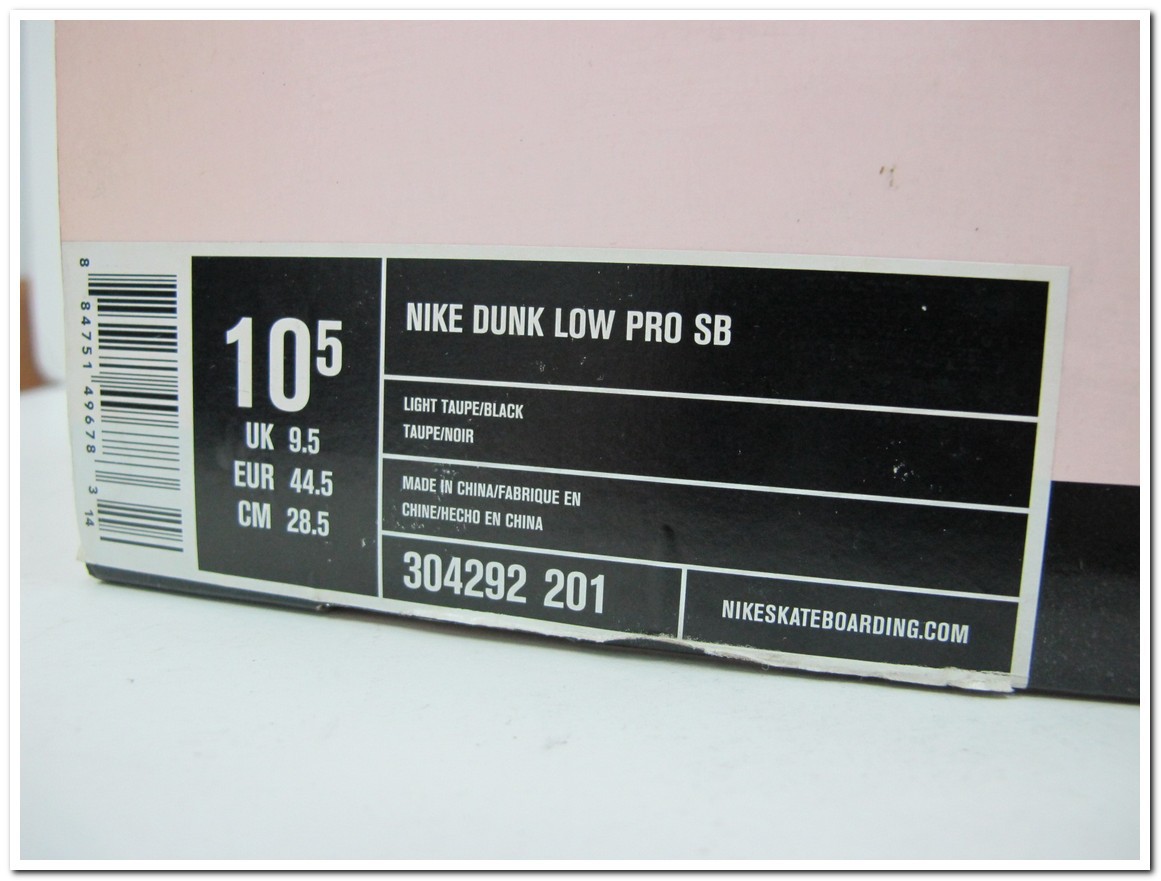 8 84751 49678 3 14
10 5
UK 9.5
EUR 44.5
CM 28.5
NIKE DUNK LOW PRO SB
LIGHT TAUPE/BLACK
TAUPE/NOIR
MADE IN CHINA/FABRIQUE EN
CHINE/HECHO EN CHINA
304292 201
NIKESKATEBOARDING.COM